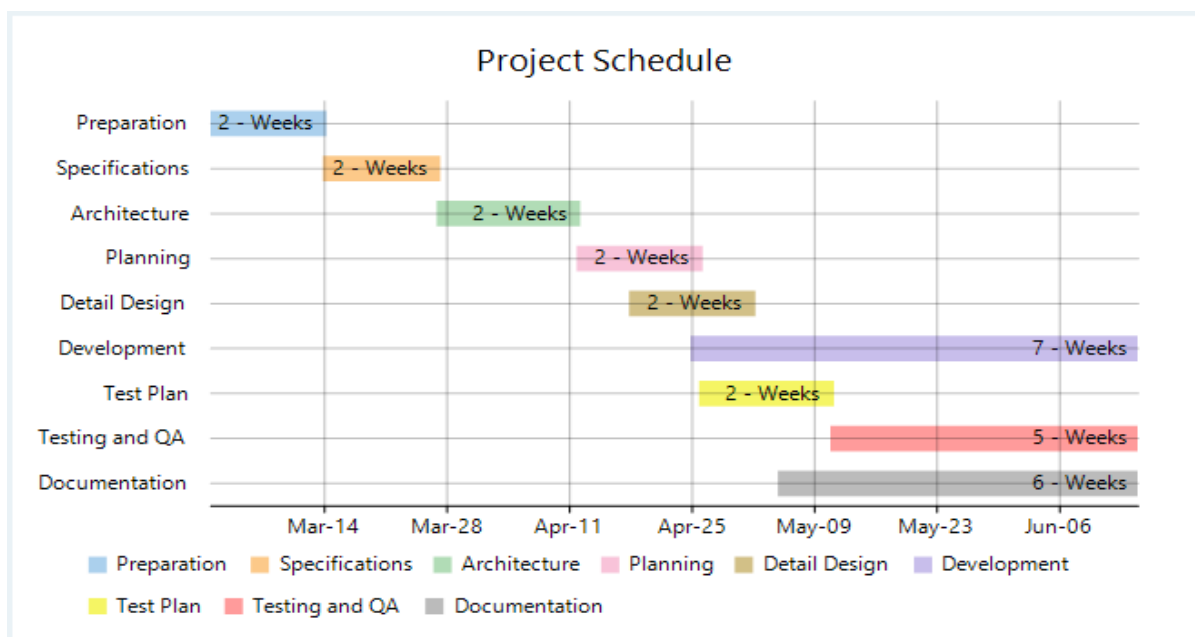 Project Schedule
Preparation 2 - Weeks
Specifications 2 - Weeks
Architecture 2 - Weeks
Planning 2 - Weeks
Detail Design 2 - Weeks
Development 7 - Weeks
Test Plan 2 - Weeks
Testing and QA 5 - Weeks
Documentation 6 - Weeks
Mar-14 Mar-28 Apr-11 Apr-25 May-09 May-23 Jun-06
Preparation Specifications Architecture Planning Detail Design Development
Test Plan Testing and QA Documentation